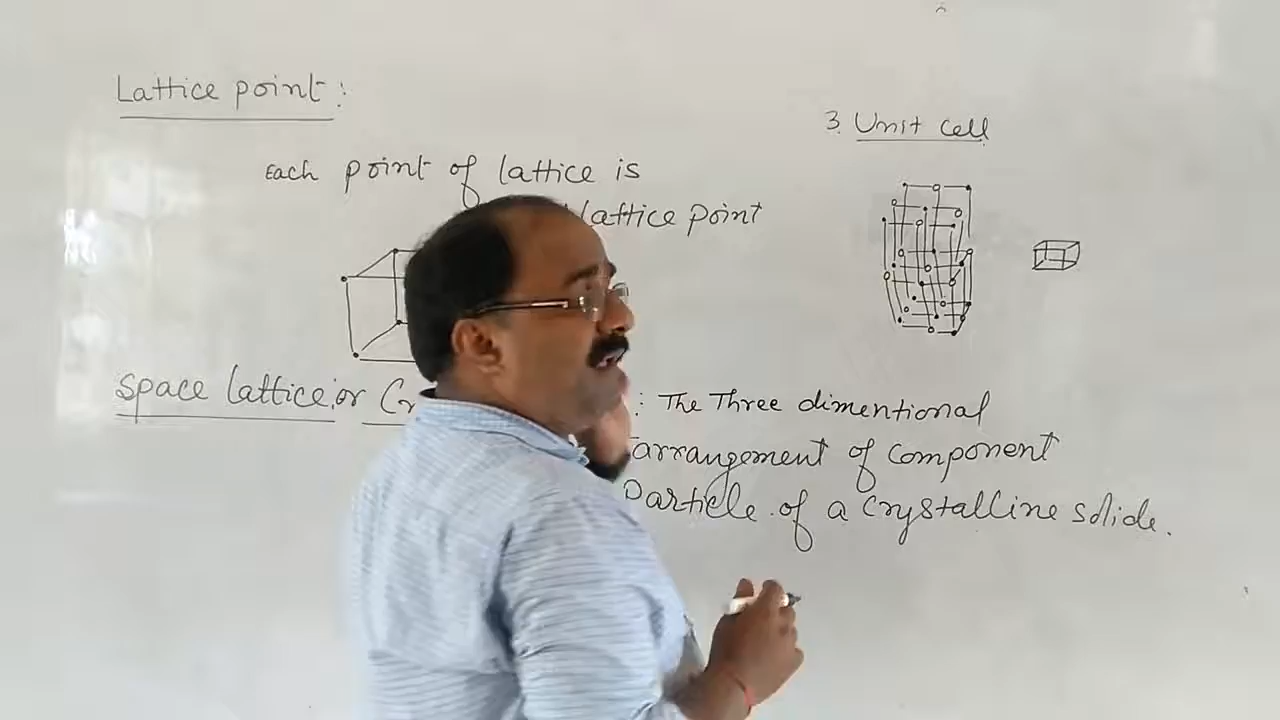 Lattice point:
Each point of lattice is
lattice point
3. Unit cell
Space lattice or : The Three dimentional
arrangement of component
Particle of a crystalline solide.